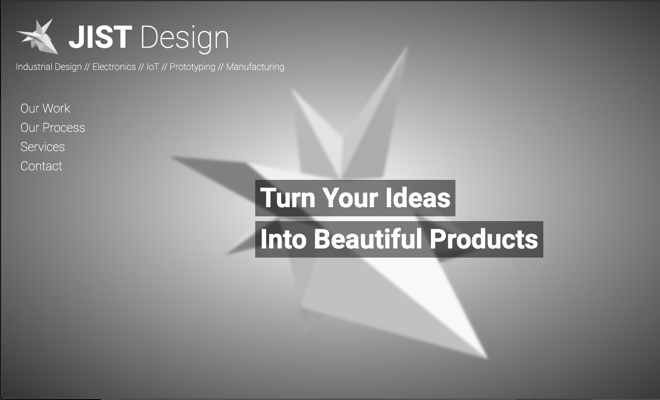 JIST Design
Industrial Design // Electronics // IoT // Prototyping // Manufacturing
Our Work
Our Process
Services
Contact
Turn Your Ideas
Into Beautiful Products